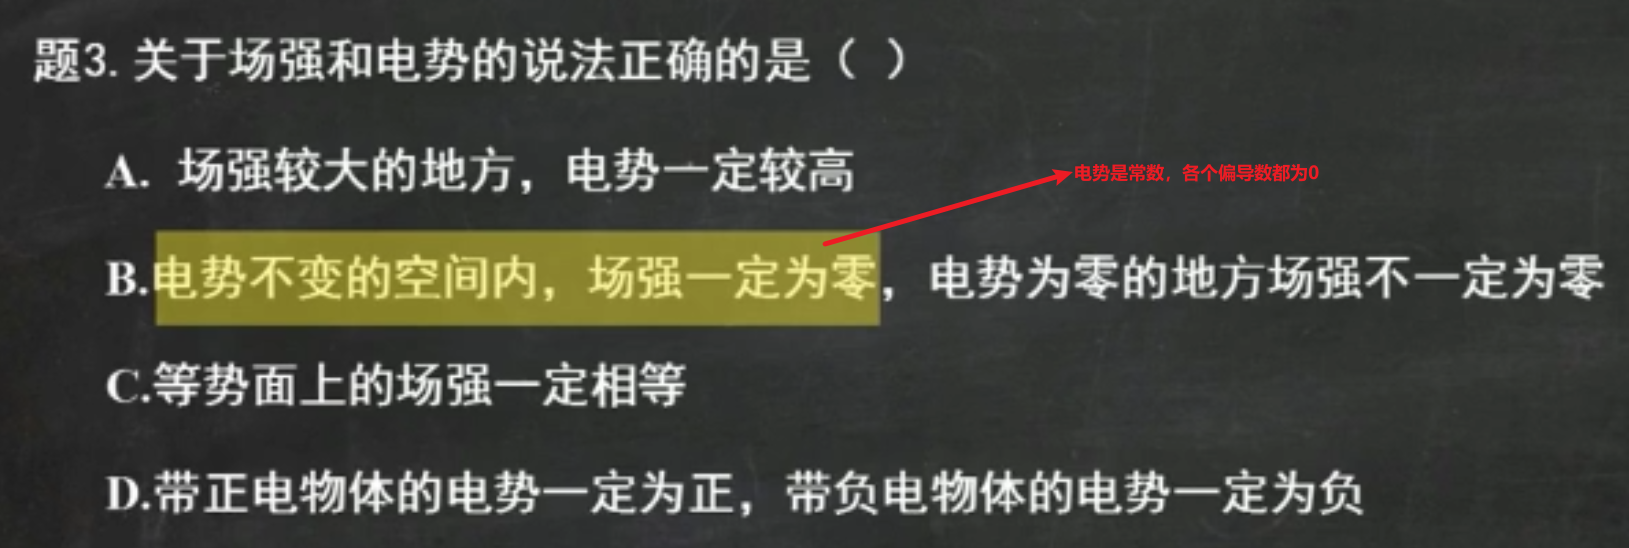 题3.关于场强和电势的说法正确的是（ ）
A. 场强较大的地方，电势一定较高
电势是常数，各个偏导数都为0
B.电势不变的空间内，场强一定为零，电势为零的地方场强不一定为零
C.等势面上的场强一定相等
D.带正电物体的电势一定为正，带负电物体的电势一定为负